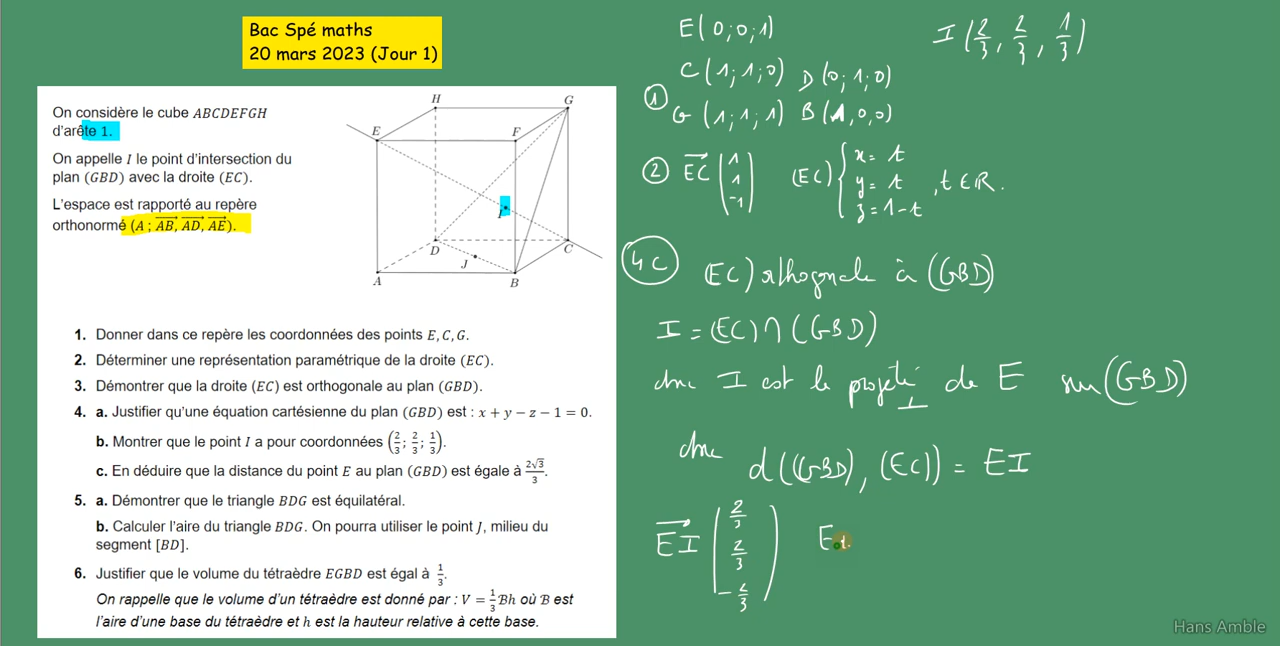 Bac Spé maths
20 mars 2023 (Jour 1)
On considère le cube ABCDEFGH
d'arête 1.
On appelle I le point d'intersection du
plan (GBD) avec la droite (EC).
L'espace est rapporté au repère
orthonormé (A ; AB, AD, AE).
H
G
E
F
I
D
C
J
A
B
1. Donner dans ce repère les coordonnées des points E, C, G.
2. Déterminer une représentation paramétrique de la droite (EC).
3. Démontrer que la droite (EC) est orthogonale au plan (GBD).
4. a. Justifier qu'une équation cartésienne du plan (GBD) est : x + y − z − 1 = 0.
b. Montrer que le point I a pour coordonnées (2/3 ; 2/3 ; 1/3).
c. En déduire que la distance du point E au plan (GBD) est égale à 2√3/3.
5. a. Démontrer que le triangle BDG est équilatéral.
b. Calculer l'aire du triangle BDG. On pourra utiliser le point J, milieu du
segment [BD].
6. Justifier que le volume du tétraèdre EGBD est égal à 1/3.
On rappelle que le volume d'un tétraèdre est donné par : V = 1/3 Bh où B est
l'aire d'une base du tétraèdre et h est la hauteur relative à cette base.
E(0;0;1)
I(2/3, 2/3, 1/3)
C(1;1;0) D(0;1;0)
①
G(1;1;1) B(1,0,0)
② EC (1 1 -1) (EC) { x = t
y = t , t ∈ R.
z = 1-t
4C (EC) orthogonale à (GBD)
I = (EC) ∩ (GBD)
donc I est le projeté ⊥ de E sur (GBD)
donc d((GBD), (EC)) = EI
EI (2/3 2/3 -2/3) E
Hans Amble